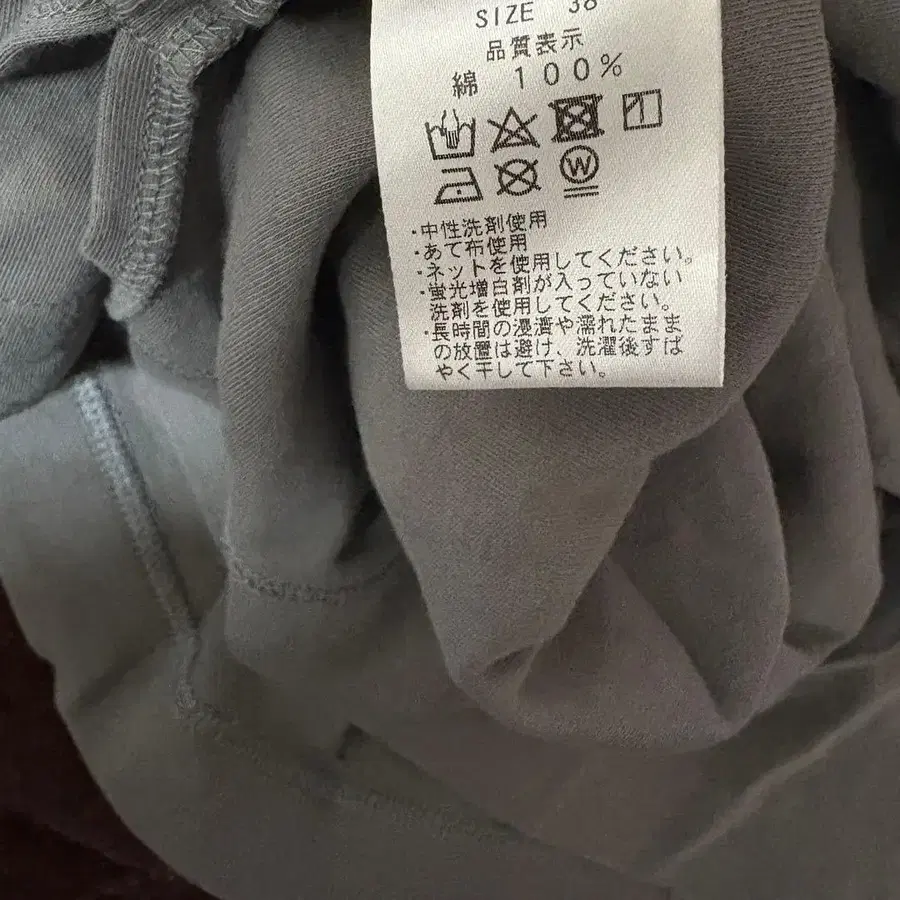 SIZE 38
品質表示
綿 100%
W
・中性洗剤使用
・あて布使用
・ネットを使用してください。
・蛍光増白剤が入っていない
洗剤を使用してください。
・長時間の浸漬や濡れたまま
の放置は避け、洗濯後すば
やく干して下さい。